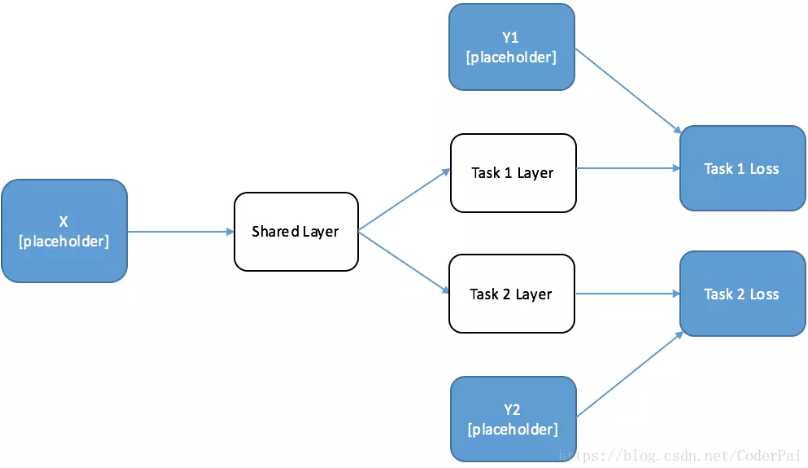 Y1
[placeholder]
Task 1 Layer
Task 1 Loss
X
[placeholder]
Shared Layer
Task 2 Layer
Task 2 Loss
Y2
[placeholder]
https://blog.csdn.net/CoderPai